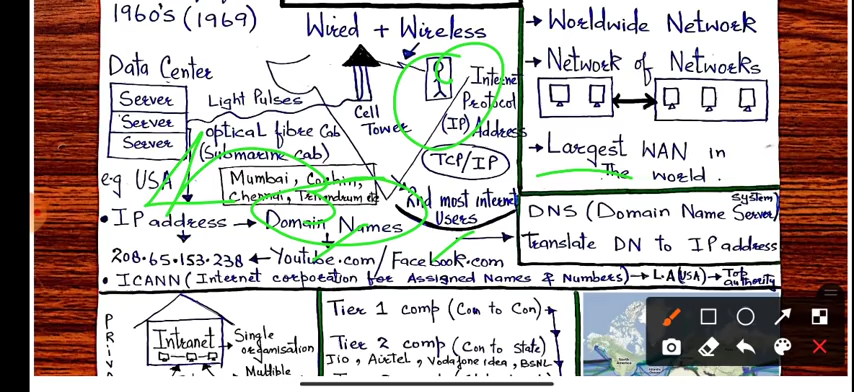 1960's (1969)
Wired + Wireless
Data Center
Server
Server
Server
Light Pulses
Cell
Tower
Internet
Protocol
(IP) Address
TCP/IP
optical fibre Cab
(Submarine cab)
e.g USA
Mumbai, Cochin,
Chennai, Trivandrum etc
2nd most internet
Users
• IP address → Domain Names
208.65.153.238 ← Youtube.com/Facebook.com
• ICANN (Internet corporation for Assigned Names & Numbers) → L.A (USA) → Top authority
→ Worldwide Network
→ Network of Networks
→ Largest WAN in
The world.
DNS (Domain Name Server)
system
Translate DN to IP address
PRIV
Intranet
Single
organisation
Tier 1 comp (Con to Con)
Tier 2 comp (Con to State)
Jio, Airtel, Vodafone idea, BSNL